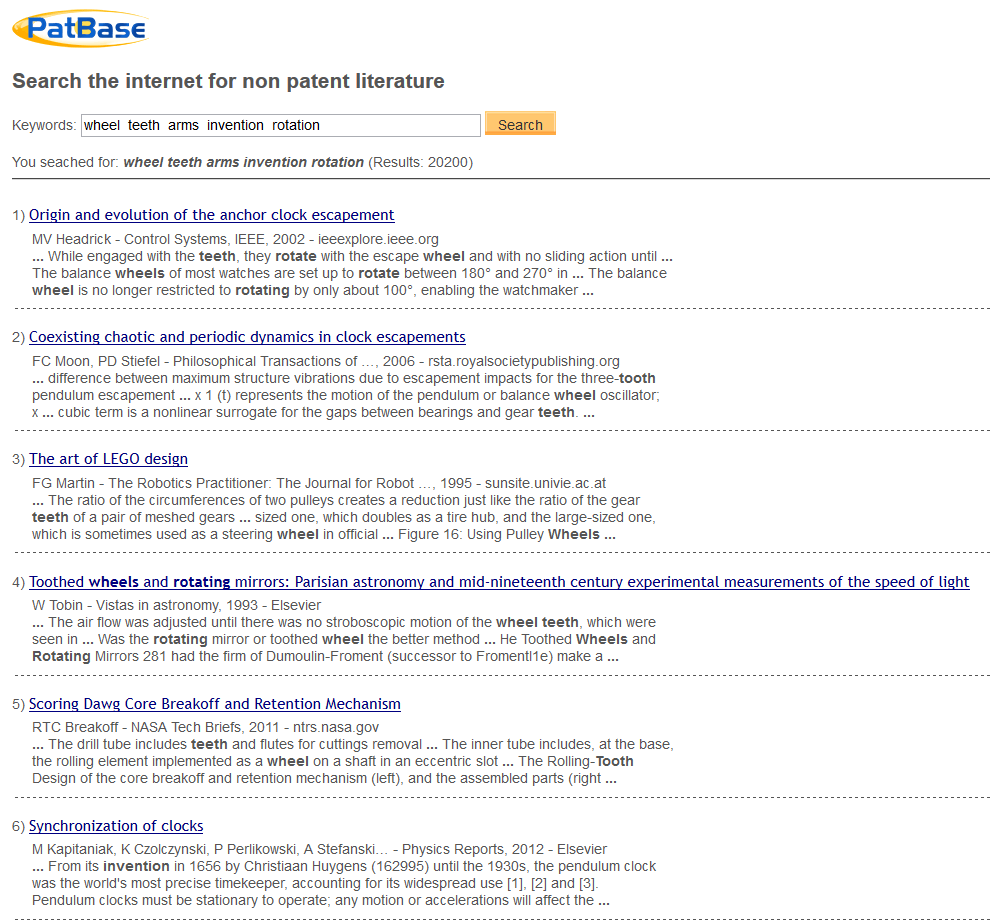 PatBase
Search the internet for non patent literature
Keywords: wheel teeth arms invention rotation Search
You seached for: wheel teeth arms invention rotation (Results: 20200)
1) Origin and evolution of the anchor clock escapement
MV Headrick - Control Systems, IEEE, 2002 - ieeexplore.ieee.org
... While engaged with the teeth, they rotate with the escape wheel and with no sliding action until ...
The balance wheels of most watches are set up to rotate between 180° and 270° in ... The balance
wheel is no longer restricted to rotating by only about 100°, enabling the watchmaker ...
2) Coexisting chaotic and periodic dynamics in clock escapements
FC Moon, PD Stiefel - Philosophical Transactions of ..., 2006 - rsta.royalsocietypublishing.org
... difference between maximum structure vibrations due to escapement impacts for the three-tooth
pendulum escapement ... x 1 (t) represents the motion of the pendulum or balance wheel oscillator;
x ... cubic term is a nonlinear surrogate for the gaps between bearings and gear teeth. ...
3) The art of LEGO design
FG Martin - The Robotics Practitioner: The Journal for Robot ..., 1995 - sunsite.univie.ac.at
... The ratio of the circumferences of two pulleys creates a reduction just like the ratio of the gear
teeth of a pair of meshed gears ... sized one, which doubles as a tire hub, and the large-sized one,
which is sometimes used as a steering wheel in official ... Figure 16: Using Pulley Wheels ...
4) Toothed wheels and rotating mirrors: Parisian astronomy and mid-nineteenth century experimental measurements of the speed of light
W Tobin - Vistas in astronomy, 1993 - Elsevier
... The air flow was adjusted until there was no stroboscopic motion of the wheel teeth, which were
seen in ... Was the rotating mirror or toothed wheel the better method ... He Toothed Wheels and
Rotating Mirrors 281 had the firm of Dumoulin-Froment (successor to Fromentl1e) make a ...
5) Scoring Dawg Core Breakoff and Retention Mechanism
RTC Breakoff - NASA Tech Briefs, 2011 - ntrs.nasa.gov
... The drill tube includes teeth and flutes for cuttings removal ... The inner tube includes, at the base,
the rolling element implemented as a wheel on a shaft in an eccentric slot ... The Rolling-Tooth
Design of the core breakoff and retention mechanism (left), and the assembled parts (right ...
6) Synchronization of clocks
M Kapitaniak, K Czolczynski, P Perlikowski, A Stefanski... - Physics Reports, 2012 - Elsevier
... From its invention in 1656 by Christiaan Huygens (162995) until the 1930s, the pendulum clock
was the world's most precise timekeeper, accounting for its widespread use [1], [2] and [3].
Pendulum clocks must be stationary to operate; any motion or accelerations will affect the ...